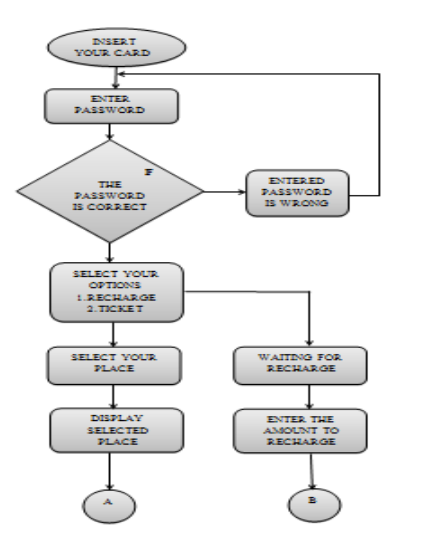 INSERT
YOUR CARD
ENTER
PASSWORD
IF
THE
PASSWORD
IS CORRECT
ENTERED
PASSWORD
IS WRONG
SELECT YOUR
OPTIONS
1.RECHARGE
2.TICKET
SELECT YOUR
PLACE
WAITING FOR
RECHARGE
DISPLAY
SELECTED
PLACE
ENTER THE
AMOUNT TO
RECHARGE
A
B